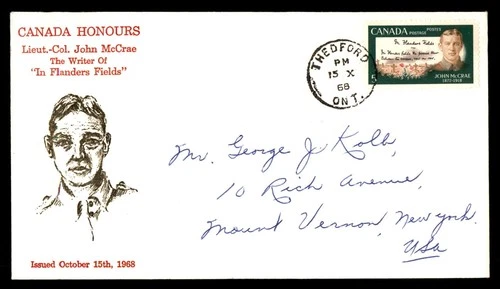 CANADA HONOURS
Lieut.-Col. John McCrae
The Writer Of
"In Flanders Fields"
THEDFORD
PM
15 X
68
ONT.
CANADA
POSTES
POSTAGE
In Flanders Fields
5
JOHN McCRAE
1872-1918
Mr. George J. Kolb,
10 Rich Avenue,
Mount Vernon, New York.
USA
Issued October 15th, 1968